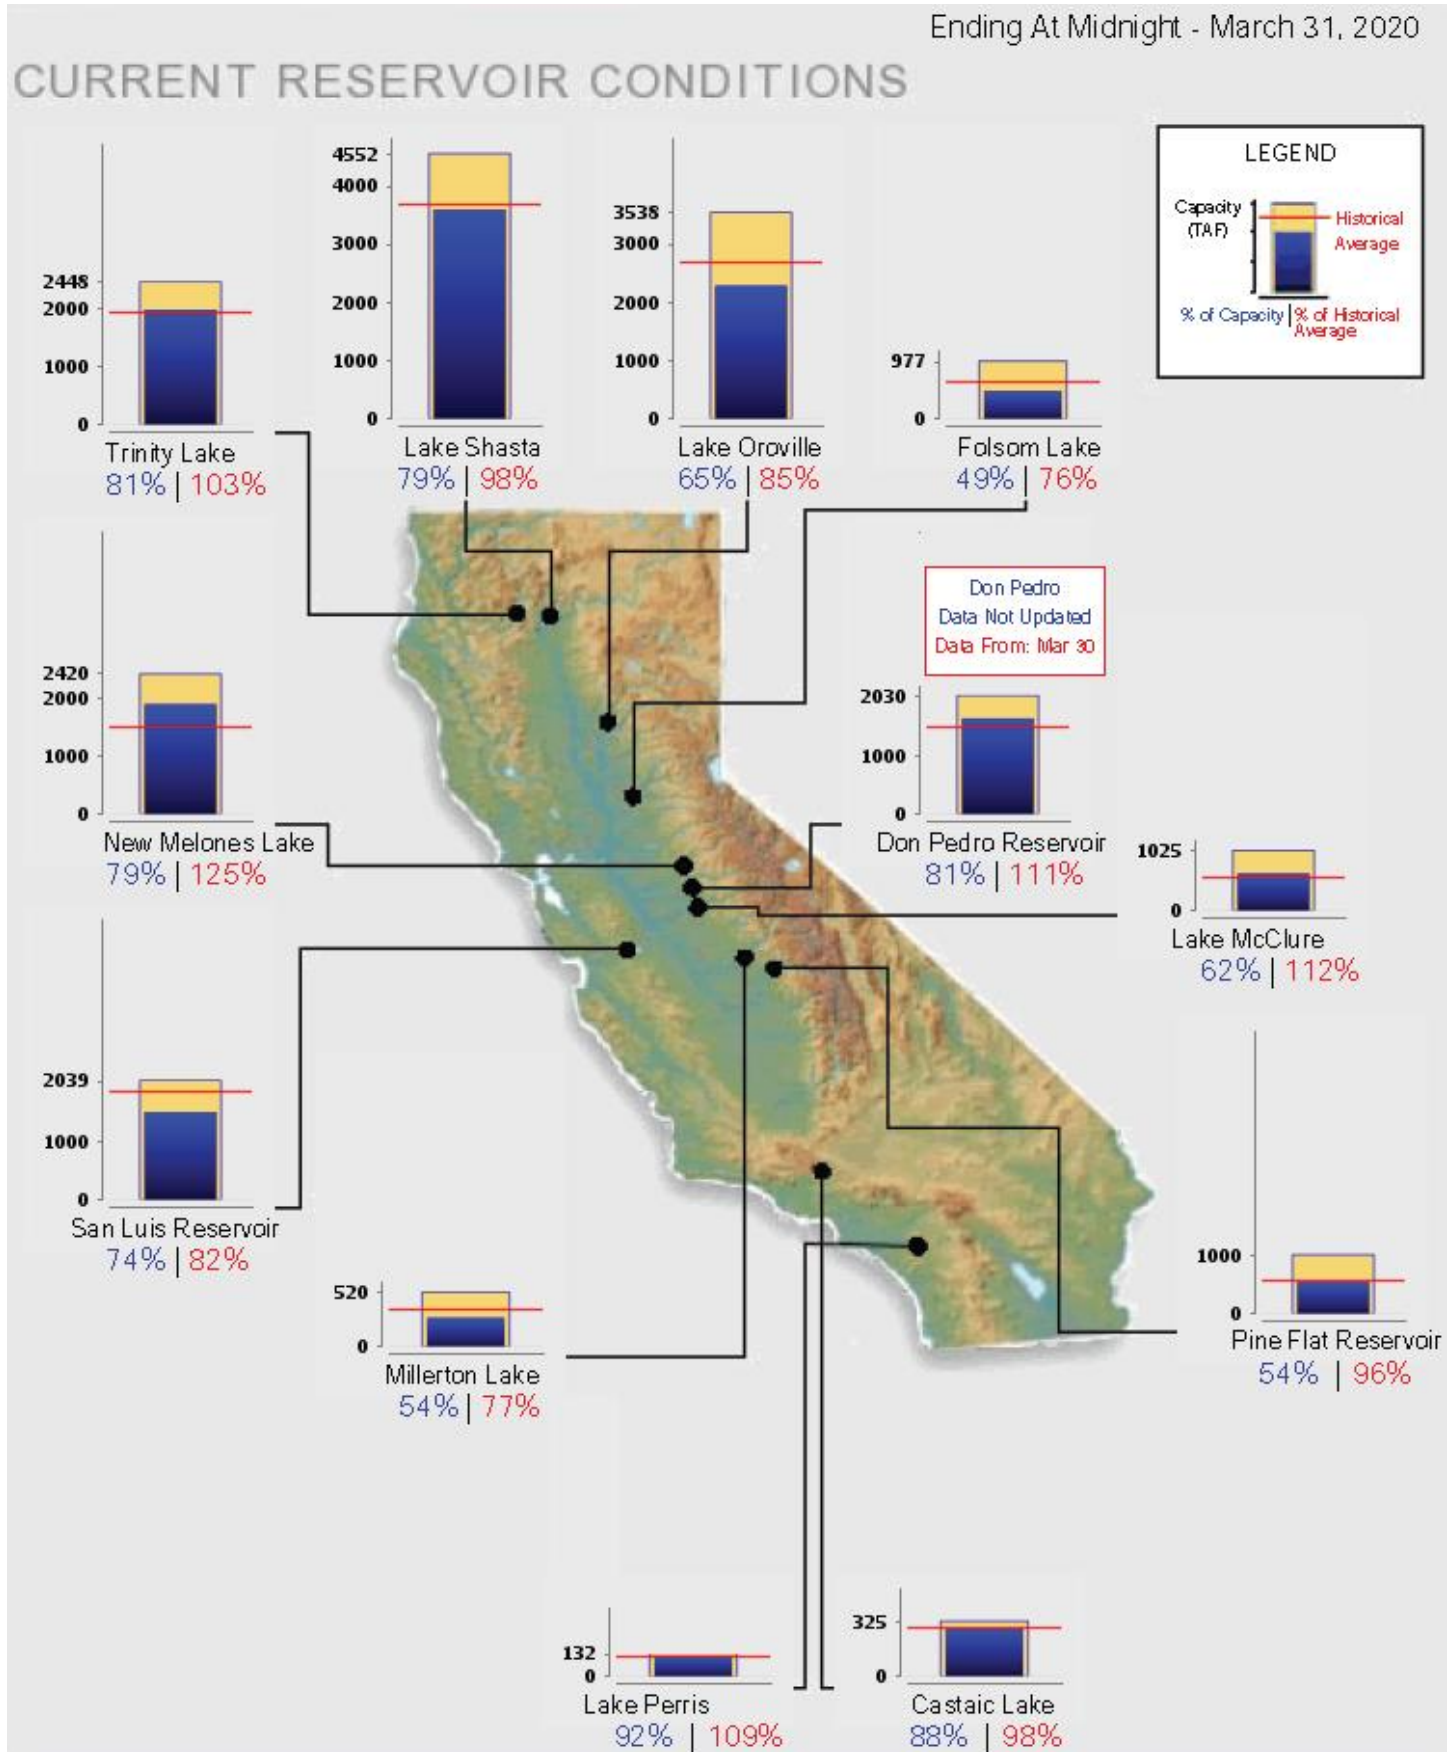 Ending At Midnight - March 31, 2020
CURRENT RESERVOIR CONDITIONS
LEGEND
Capacity
(TAF)
Historical
Average
% of Capacity | % of Historical
Average
2448
2000
1000
0
Trinity Lake
81% | 103%
4552
4000
3000
2000
1000
0
Lake Shasta
79% | 98%
3538
3000
2000
1000
0
Lake Oroville
65% | 85%
977
0
Folsom Lake
49% | 76%
2420
2000
1000
0
New Melones Lake
79% | 125%
Don Pedro
Data Not Updated
Data From: Mar 30
2030
1000
0
Don Pedro Reservoir
81% | 111%
1025
0
Lake McClure
62% | 112%
2039
1000
0
San Luis Reservoir
74% | 82%
520
0
Millerton Lake
54% | 77%
1000
0
Pine Flat Reservoir
54% | 96%
132
0
Lake Perris
92% | 109%
325
0
Castaic Lake
88% | 98%